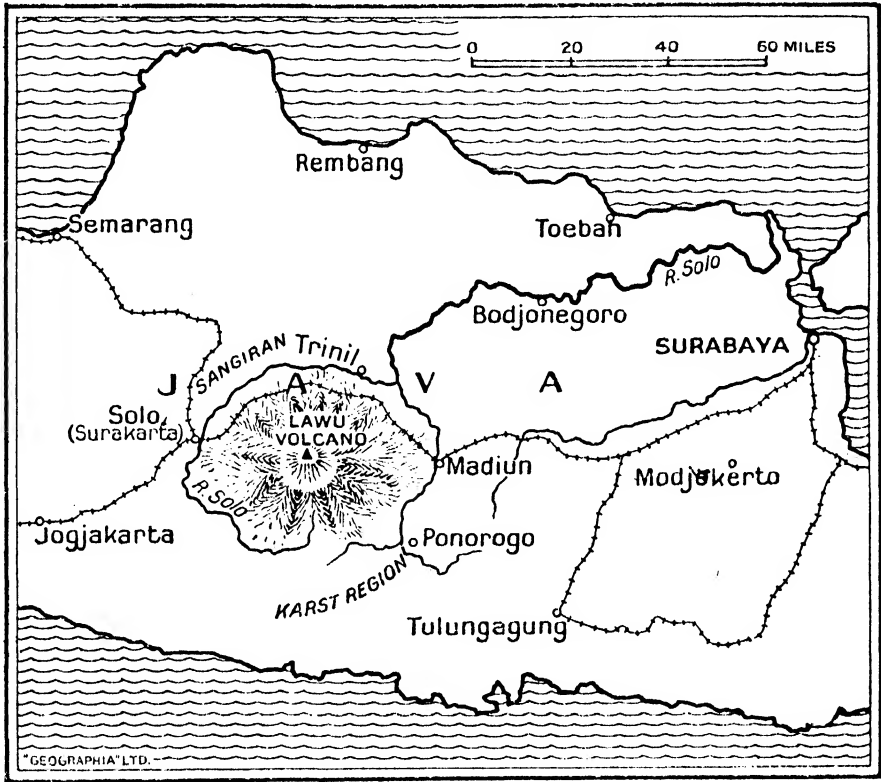 0 20 40 60 MILES
Rembang
Semarang
Toeban
R. Solo
Bodjonegoro
SURABAYA
SANGIRAN
Trinil
J A V A
Solo
(Surakarta)
LAWU
VOLCANO
Madiun
Modjokerto
R. Solo
Jogjakarta
Ponorogo
KARST REGION
Tulungagung
"GEOGRAPHIA" LTD.